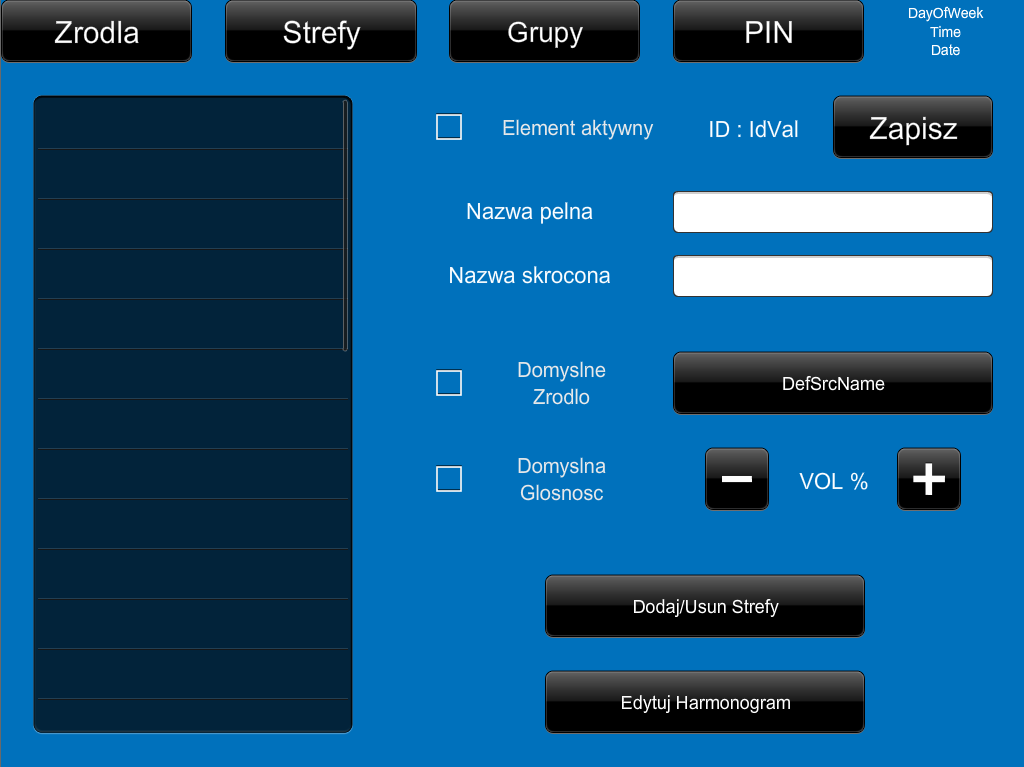 Zrodla
Strefy
Grupy
PIN
DayOfWeek
Time
Date
Element aktywny
ID : IdVal
Zapisz
Nazwa pelna
Nazwa skrocona
Domyslne
Zrodlo
DefSrcName
Domyslna
Glosnosc
VOL %
Dodaj/Usun Strefy
Edytuj Harmonogram